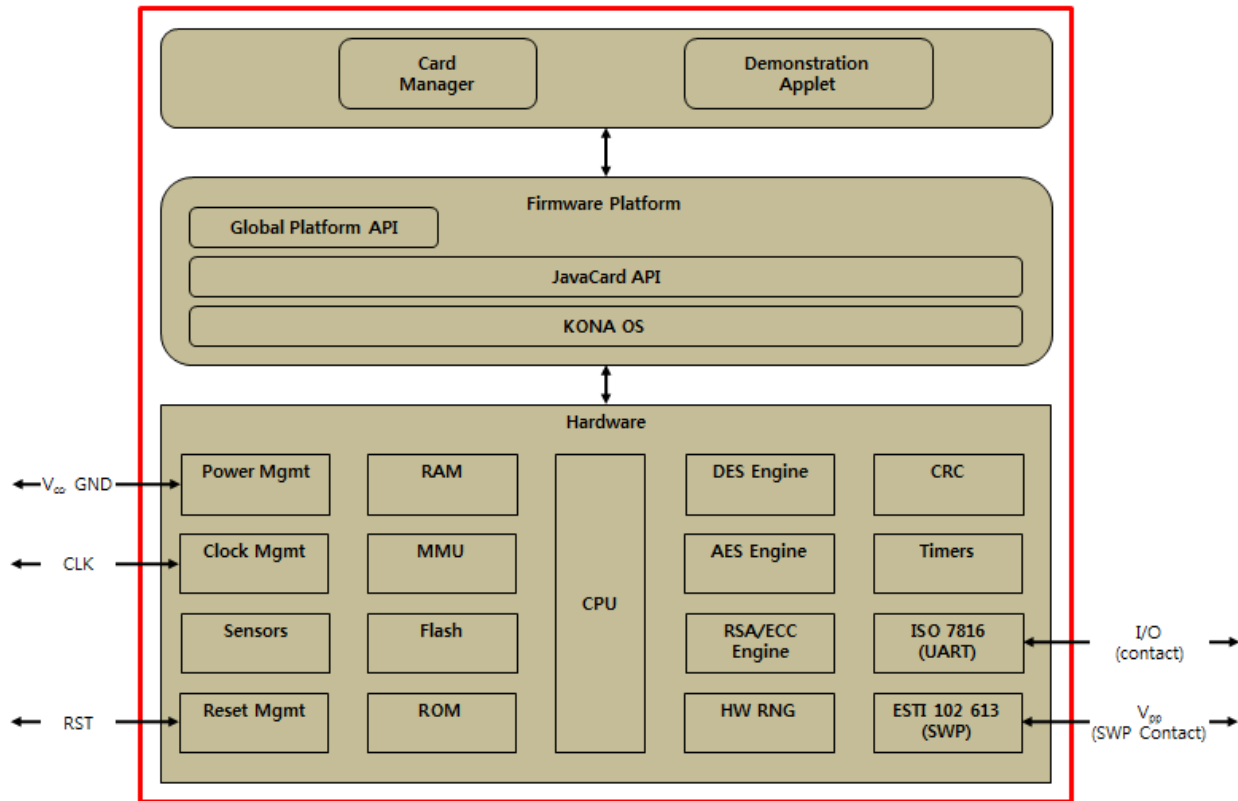 Card
Manager
Demonstration
Applet
Firmware Platform
Global Platform API
JavaCard API
KONA OS
Hardware
Power Mgmt
RAM
CPU
DES Engine
CRC
Vcc, GND
Clock Mgmt
MMU
AES Engine
Timers
CLK
Sensors
Flash
RSA/ECC
Engine
ISO 7816
(UART)
I/O
(contact)
Reset Mgmt
ROM
HW RNG
ESTI 102 613
(SWP)
RST
Vpp
(SWP Contact)